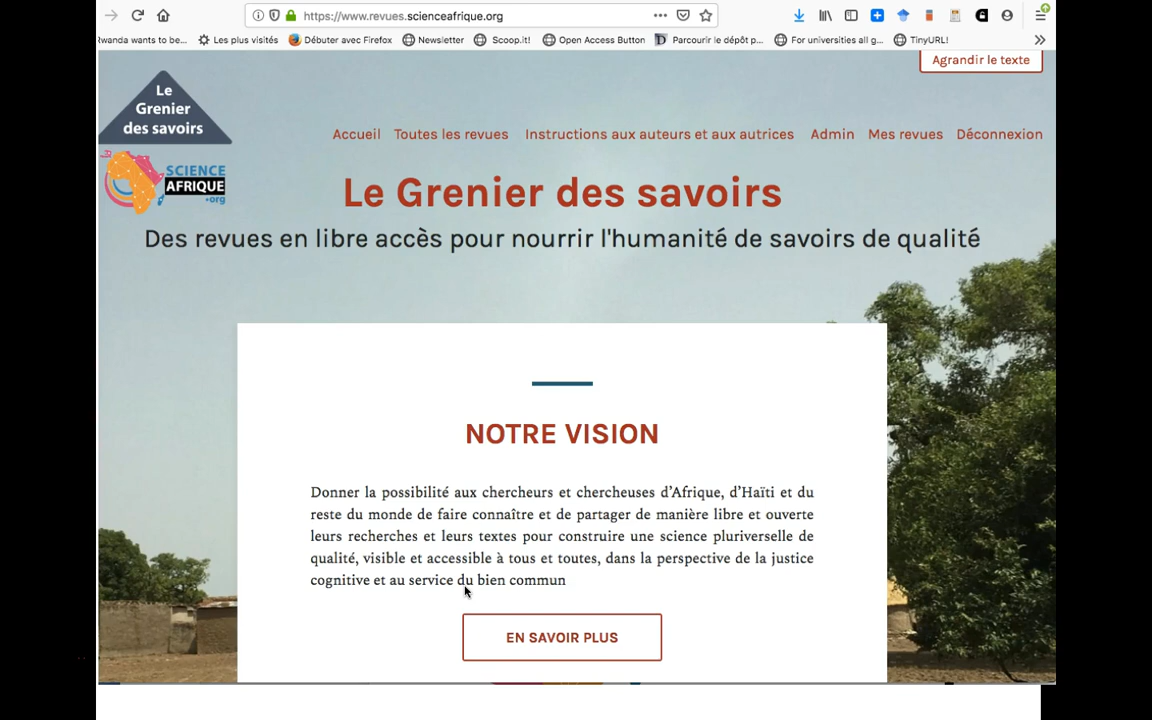 https://www.revues.scienceafrique.org
Rwanda wants to be...
Les plus visités
Débuter avec Firefox
Newsletter
Scoop.it!
Open Access Button
Parcourir le dépôt p...
For universities all g...
TinyURL!
Agrandir le texte
Le
Grenier
des savoirs
Accueil
Toutes les revues
Instructions aux auteurs et aux autrices
Admin
Mes revues
Déconnexion
SCIENCE
AFRIQUE
.org
Le Grenier des savoirs
Des revues en libre accès pour nourrir l'humanité de savoirs de qualité
NOTRE VISION
Donner la possibilité aux chercheurs et chercheuses d'Afrique, d'Haïti et du
reste du monde de faire connaître et de partager de manière libre et ouverte
leurs recherches et leurs textes pour construire une science pluriverselle de
qualité, visible et accessible à tous et toutes, dans la perspective de la justice
cognitive et au service du bien commun
EN SAVOIR PLUS